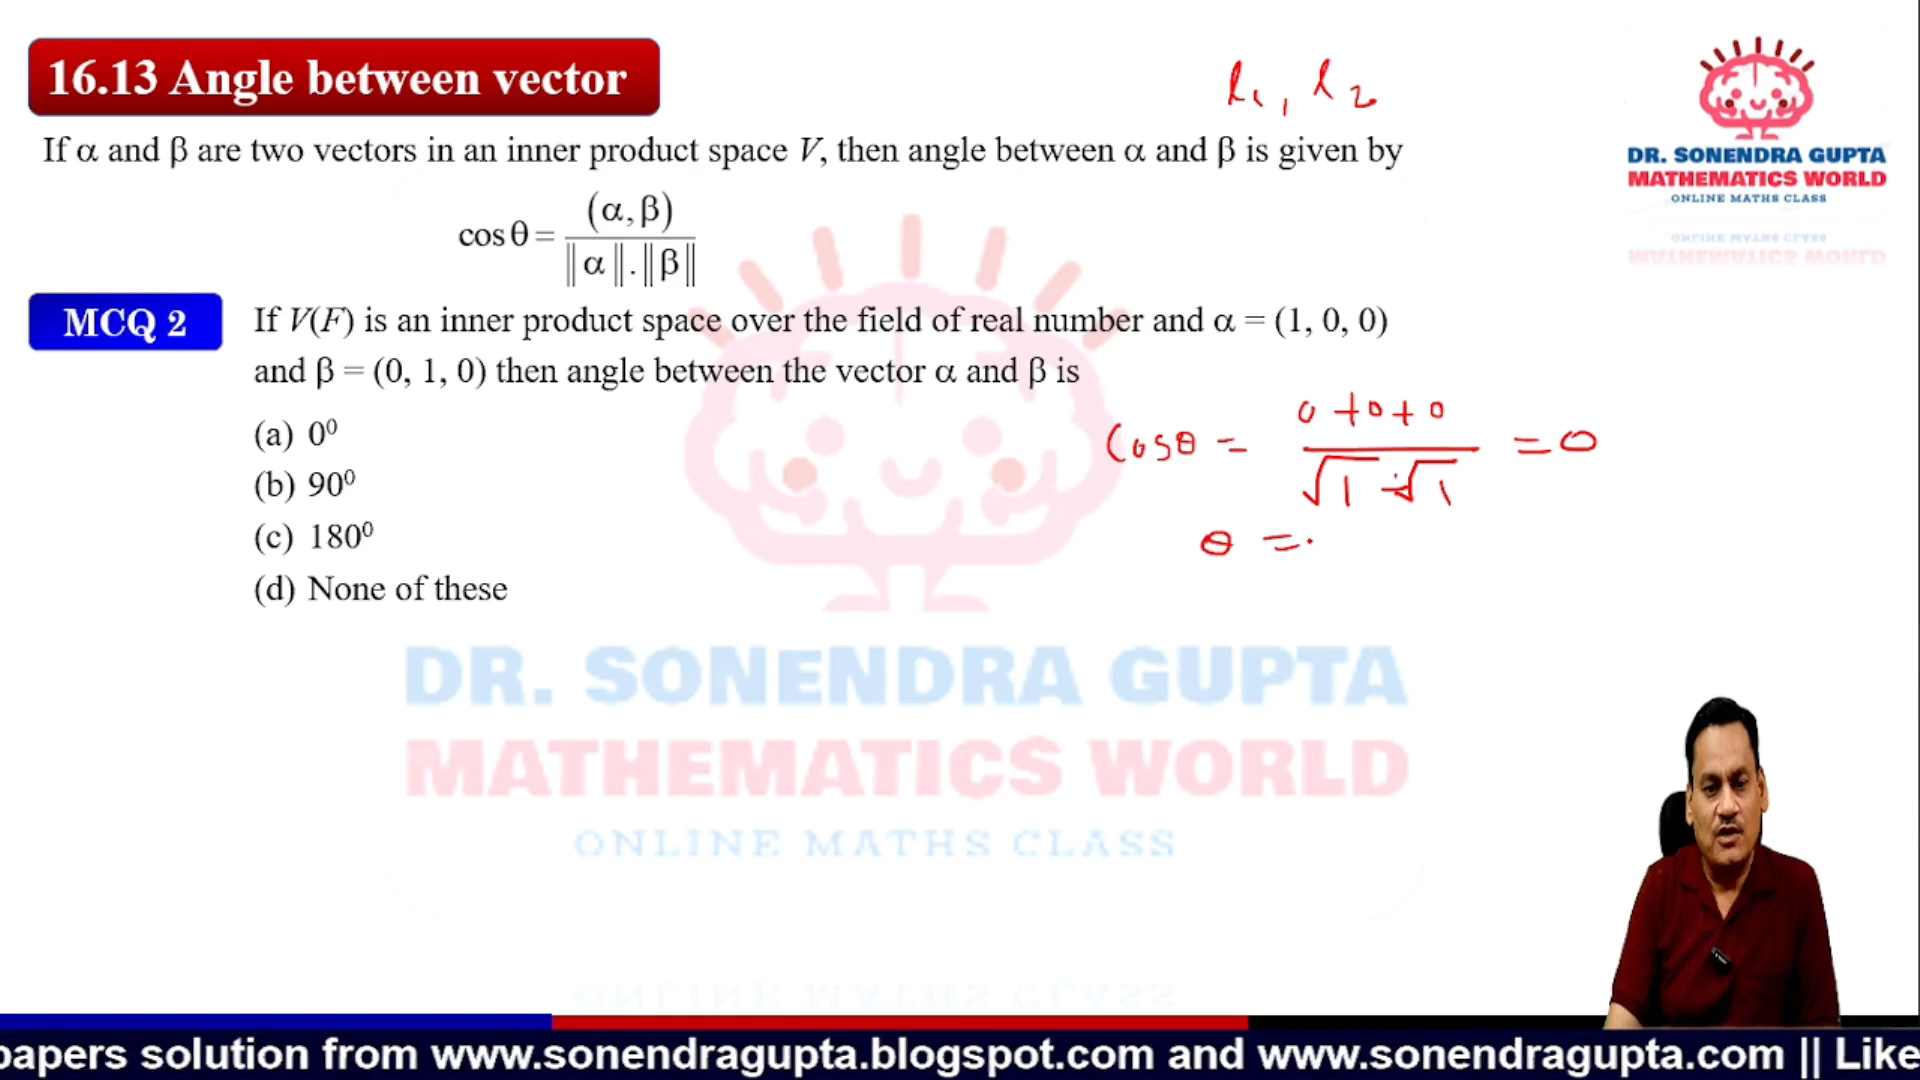 16.13 Angle between vector
l₁, l₂
DR. SONENDRA GUPTA
MATHEMATICS WORLD
ONLINE MATHS CLASS
If α and β are two vectors in an inner product space V, then angle between α and β is given by
cos θ = (α, β) / ‖α‖ . ‖β‖
MCQ 2
If V(F) is an inner product space over the field of real number and α = (1, 0, 0)
and β = (0, 1, 0) then angle between the vector α and β is
(a) 0⁰
(b) 90⁰
(c) 180⁰
(d) None of these
Cosθ = 0+0+0 / √1 · √1 = 0
θ =
DR. SONENDRA GUPTA
MATHEMATICS WORLD
ONLINE MATHS CLASS
papers solution from www.sonendragupta.blogspot.com and www.sonendragupta.com || Like